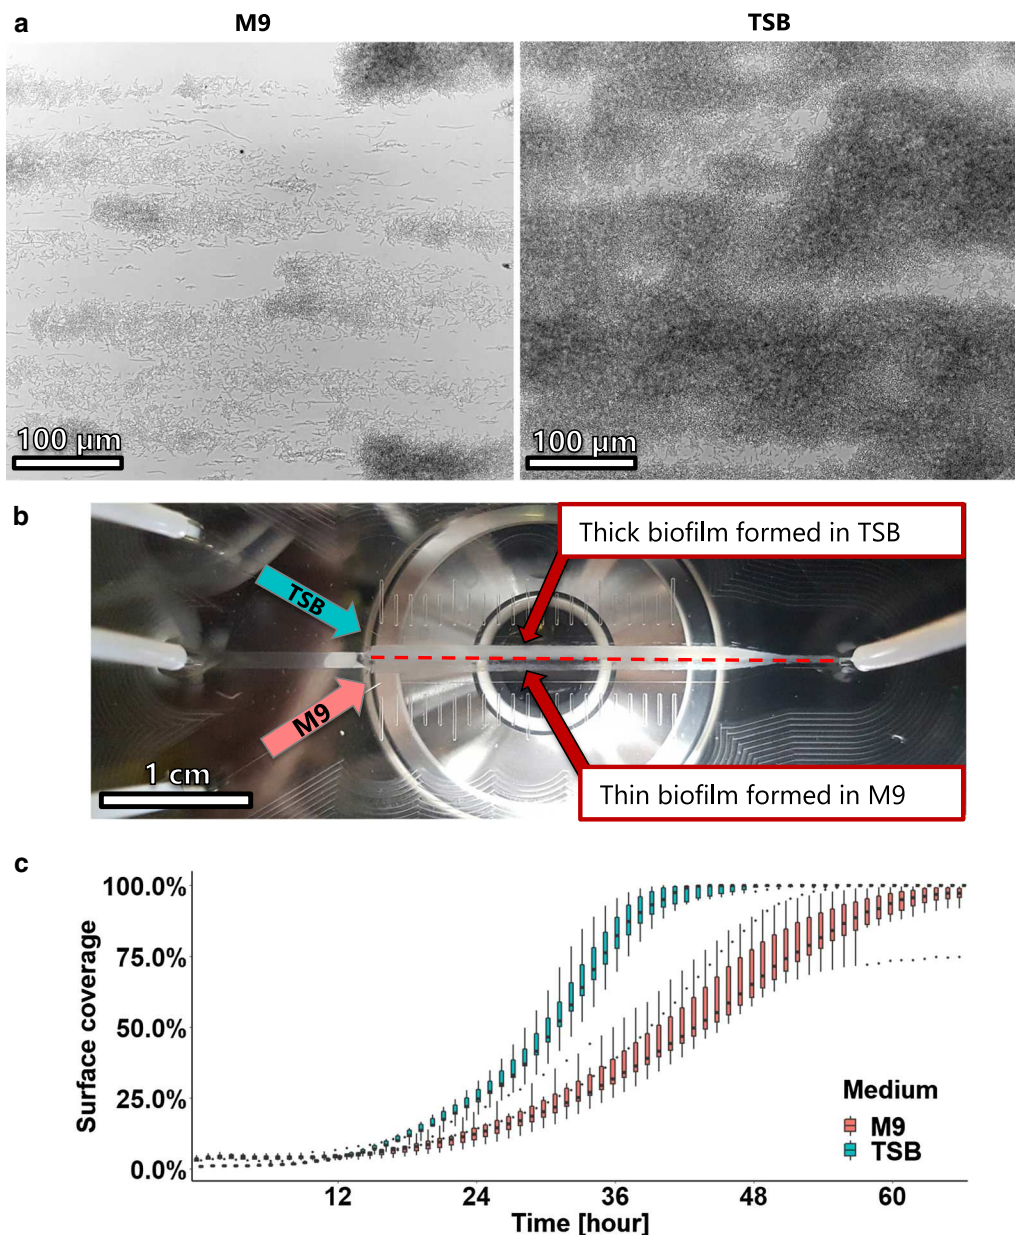 a
M9
TSB
100 μm
100 μm
b
Thick biofilm formed in TSB
TSB
M9
1 cm
Thin biofilm formed in M9
c
100.0%
75.0%
50.0%
25.0%
0.0%
Surface coverage
12
24
36
48
60
Time [hour]
Medium
M9
TSB